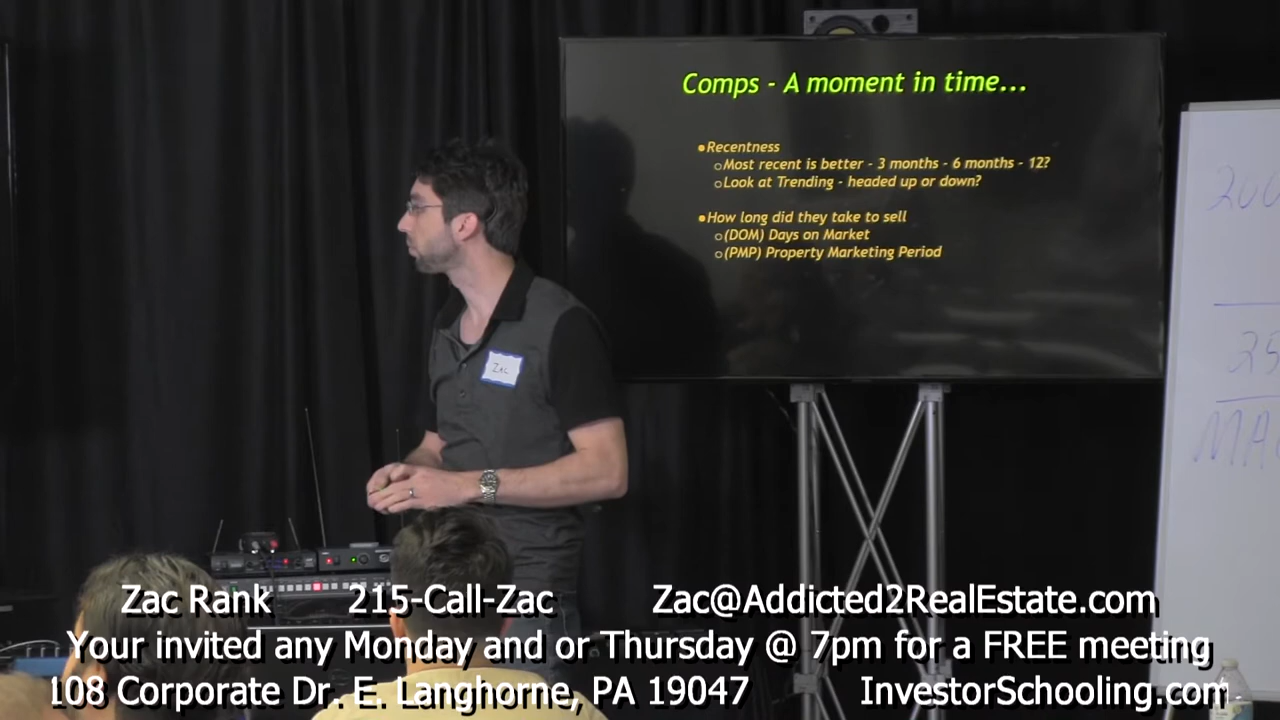 Comps - A moment in time...
●Recentness
○Most recent is better - 3 months - 6 months - 12?
○Look at Trending - headed up or down?
●How long did they take to sell
○(DOM) Days on Market
○(PMP) Property Marketing Period
Zac
Zac Rank 215-Call-Zac Zac@Addicted2RealEstate.com
Your invited any Monday and or Thursday @ 7pm for a FREE meeting
108 Corporate Dr. E. Langhorne, PA 19047 InvestorSchooling.com